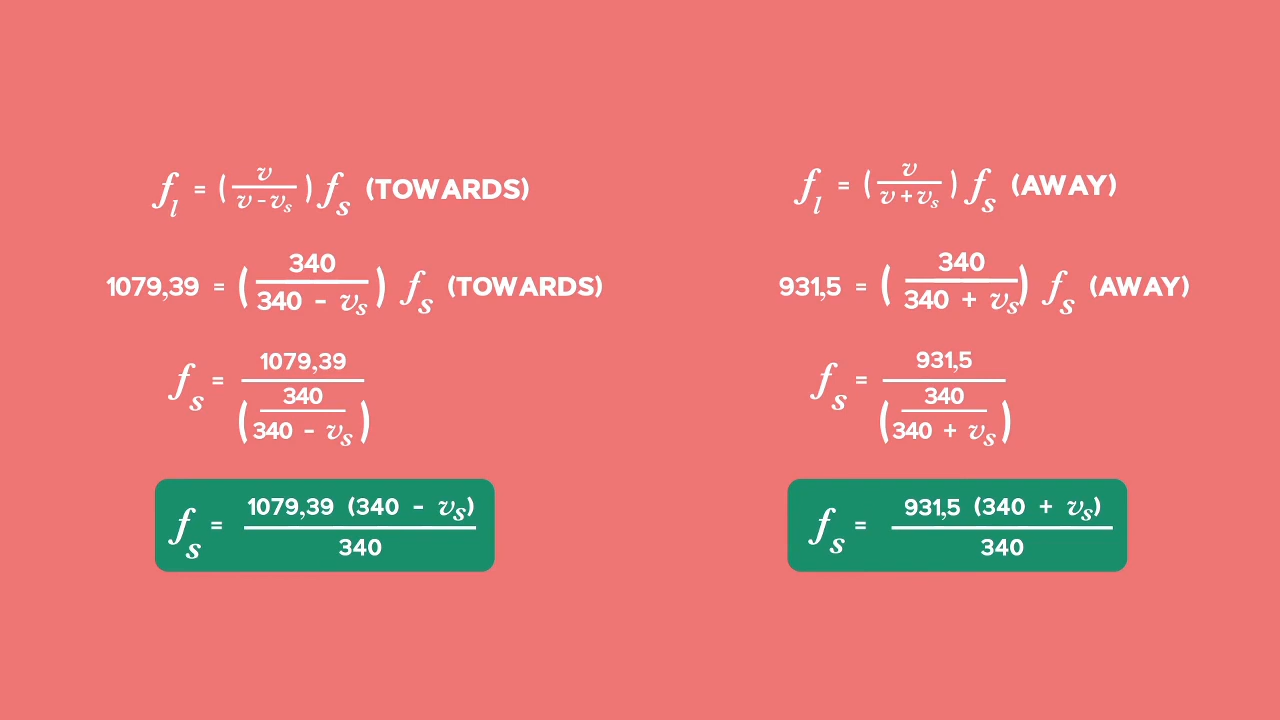 f_l = (v / (v - v_s)) f_s (TOWARDS)
1079,39 = (340 / (340 - v_s)) f_s (TOWARDS)
f_s = 1079,39 / (340 / (340 - v_s))
f_s = 1079,39 (340 - v_s) / 340
f_l = (v / (v + v_s)) f_s (AWAY)
931,5 = (340 / (340 + v_s)) f_s (AWAY)
f_s = 931,5 / (340 / (340 + v_s))
f_s = 931,5 (340 + v_s) / 340